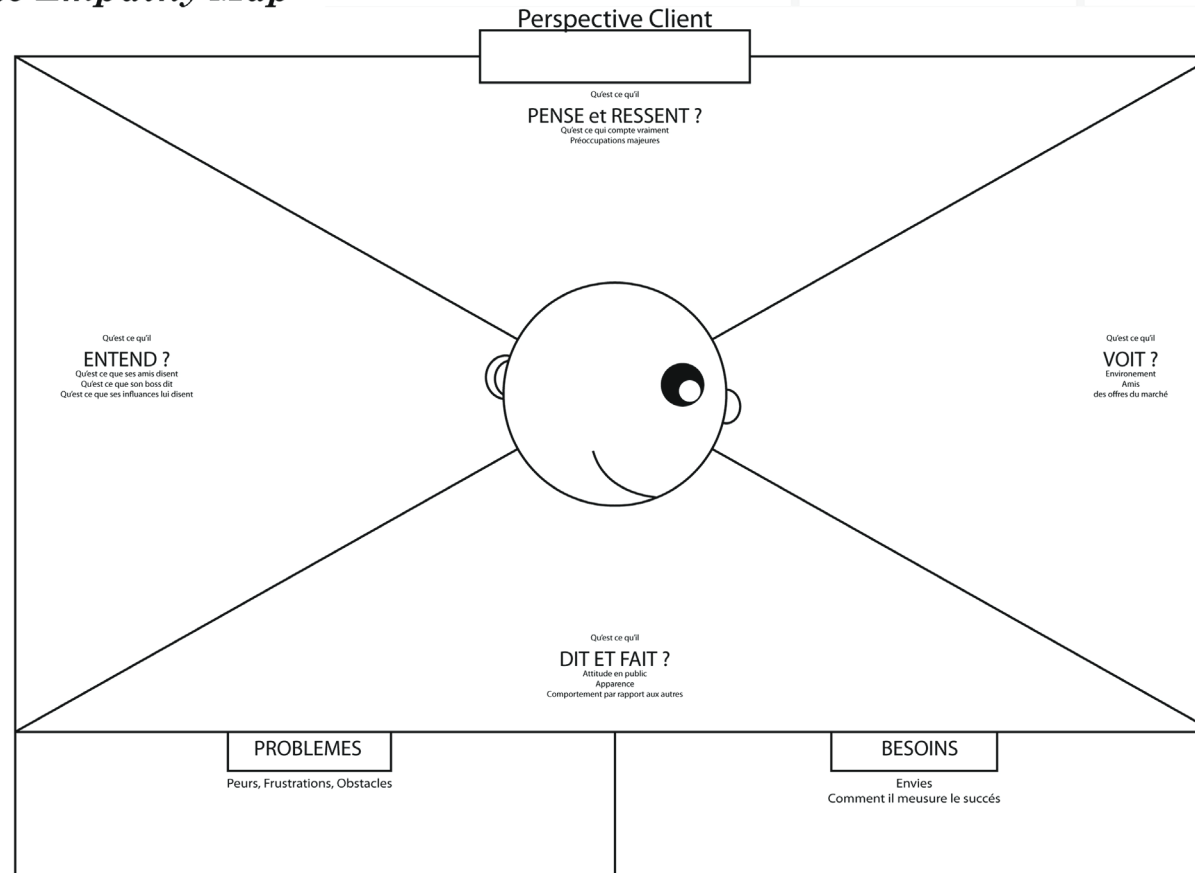 Empathy Map
Perspective Client
Qu'est ce qu'il
PENSE et RESSENT ?
Qu'est ce qui compte vraiment
Préoccupations majeures
Qu'est ce qu'il
ENTEND ?
Qu'est ce que ses amis disent
Qu'est ce que son boss dit
Qu'est ce que ses influances lui disent
Qu'est ce qu'il
VOIT ?
Environement
Amis
des offres du marché
Qu'est ce qu'il
DIT ET FAIT ?
Attitude en public
Apparence
Comportement par rapport aux autres
PROBLEMES
Peurs, Frustrations, Obstacles
BESOINS
Envies
Comment il meusure le succés